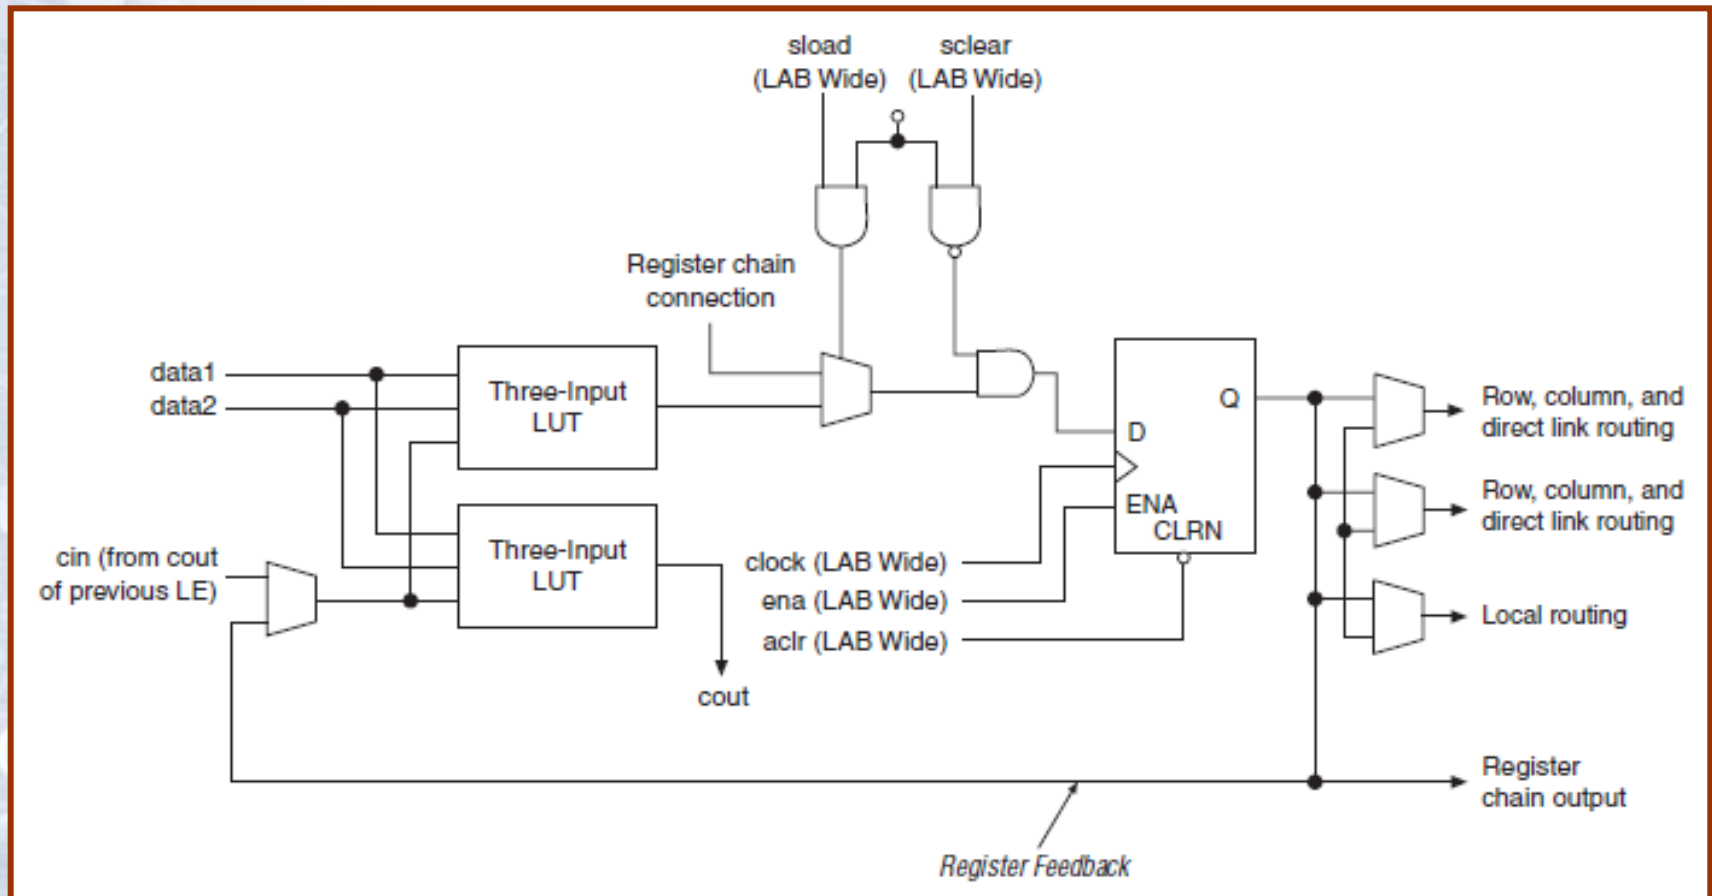 sload
(LAB Wide)
sclear
(LAB Wide)
Register chain
connection
data1
data2
Three-Input
LUT
Three-Input
LUT
cin (from cout
of previous LE)
cout
clock (LAB Wide)
ena (LAB Wide)
aclr (LAB Wide)
Q
D
ENA
CLRN
Row, column, and
direct link routing
Row, column, and
direct link routing
Local routing
Register
chain output
Register Feedback